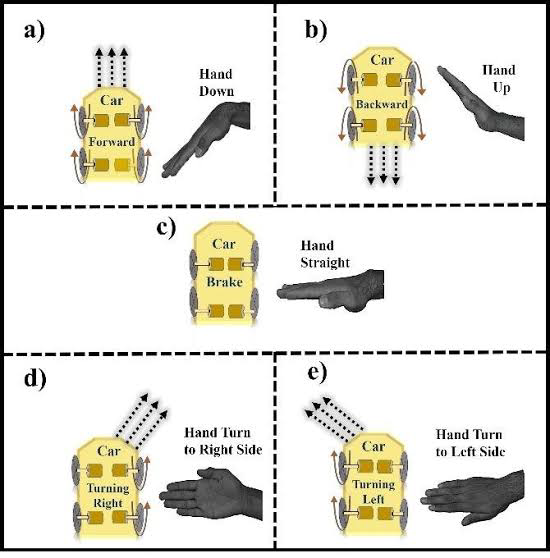 a)
Car
Forward
Hand
Down
b)
Car
Backward
Hand
Up
c)
Car
Brake
Hand
Straight
d)
Car
Turning
Right
Hand Turn
to Right Side
e)
Car
Turning
Left
Hand Turn
to Left Side